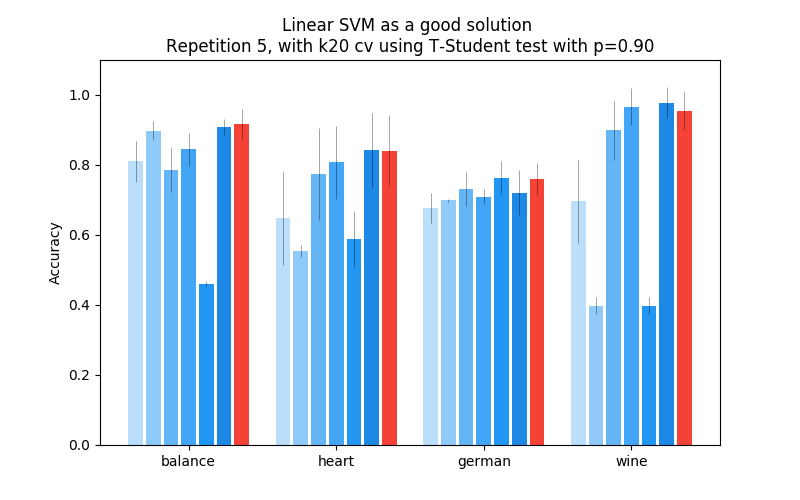 Linear SVM as a good solution
Repetition 5, with k20 cv using T-Student test with p=0.90
Accuracy
1.0
0.8
0.6
0.4
0.2
0.0
balance
heart
german
wine